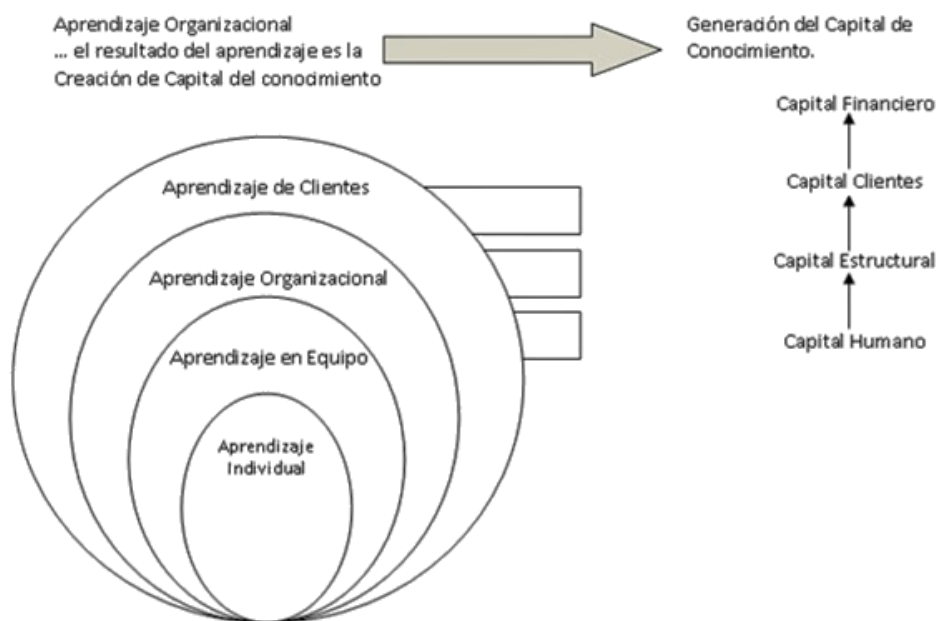 Aprendizaje Organizacional
... el resultado del aprendizaje es la
Creación de Capital del conocimiento
Generación del Capital de
Conocimiento.
Capital Financiero
Capital Clientes
Capital Estructural
Capital Humano
Aprendizaje de Clientes
Aprendizaje Organizacional
Aprendizaje en Equipo
Aprendizaje
Individual